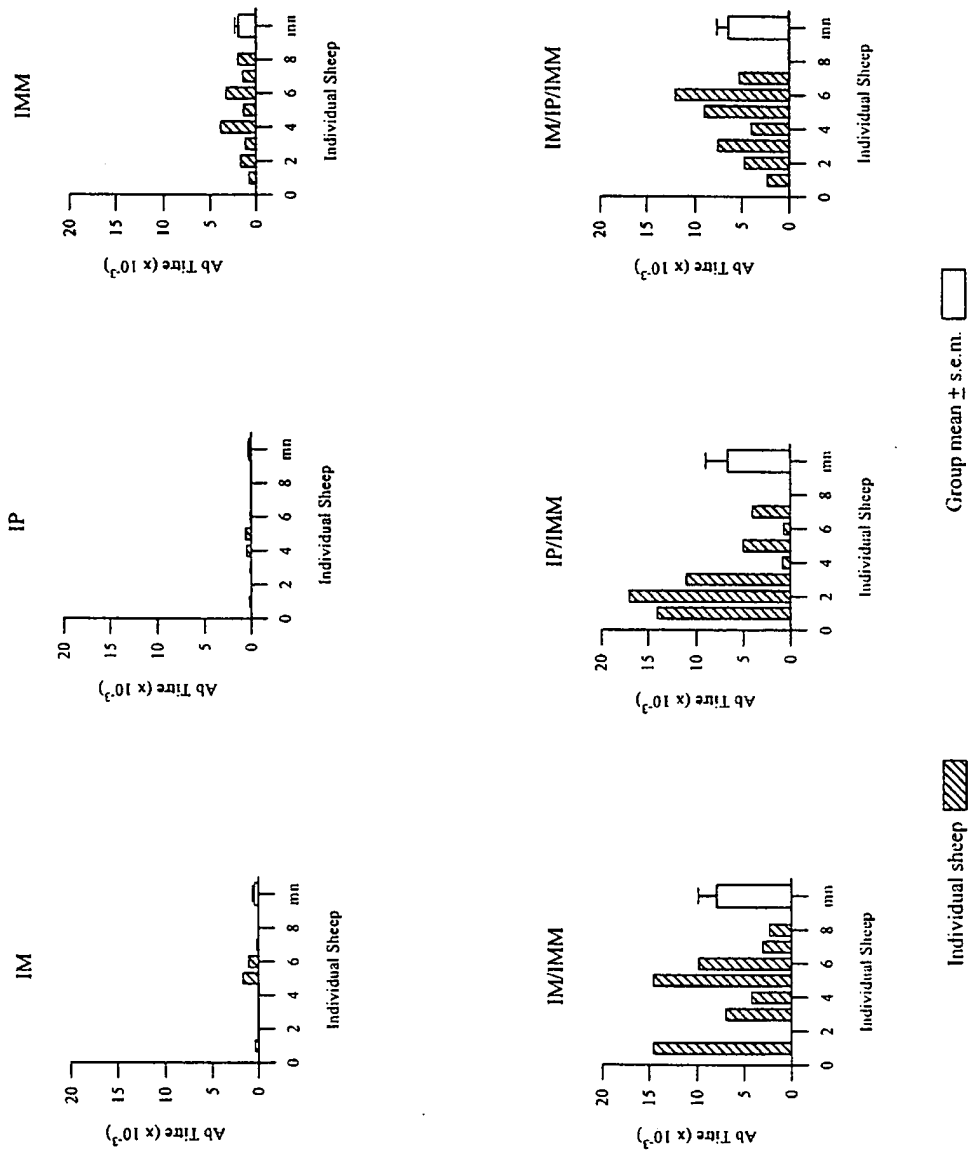 IM
20
15
10
5
0
Ab Titre (x 10-3)
0 2 4 6 8 mn
Individual Sheep
IP
20
15
10
5
0
Ab Titre (x 10-3)
0 2 4 6 8 mn
Individual Sheep
IMM
20
15
10
5
0
Ab Titre (x 10-3)
0 2 4 6 8 mn
Individual Sheep
IM/IMM
20
15
10
5
0
Ab Titre (x 10-3)
0 2 4 6 8 mn
Individual Sheep
IP/IMM
20
15
10
5
0
Ab Titre (x 10-3)
0 2 4 6 8 mn
Individual Sheep
IM/IP/IMM
20
15
10
5
0
Ab Titre (x 10-3)
0 2 4 6 8 mn
Individual Sheep
Individual sheep
Group mean ± s.e.m.